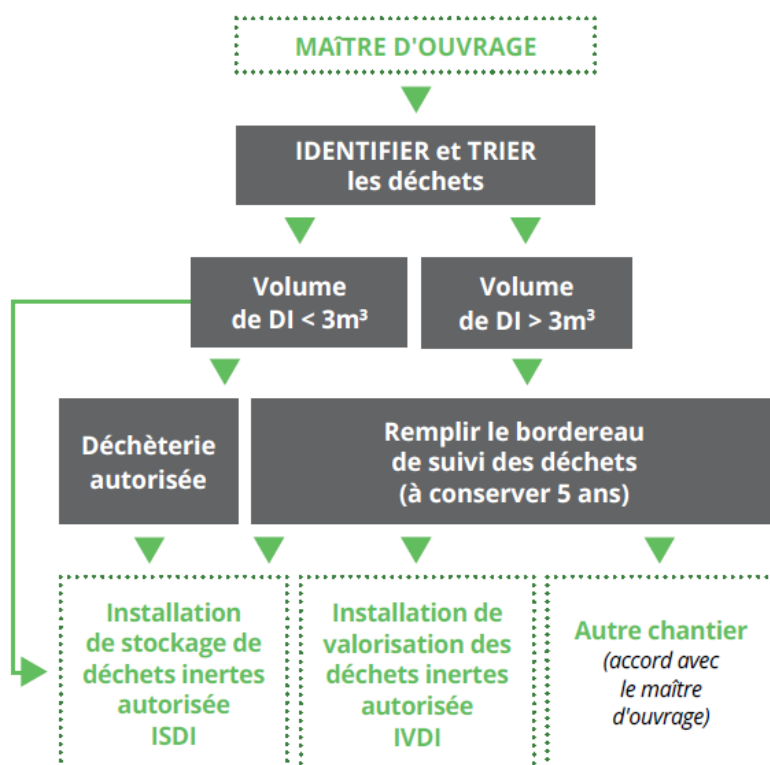 MAîTRE D'OUVRAGE
IDENTIFIER et TRIER
les déchets
Volume
de DI < 3m³
Volume
de DI > 3m³
Déchèterie
autorisée
Remplir le bordereau
de suivi des déchets
(à conserver 5 ans)
Installation
de stockage de
déchets inertes
autorisée
ISDI
Installation de
valorisation des
déchets inertes
autorisée
IVDI
Autre chantier
(accord avec
le maître
d'ouvrage)